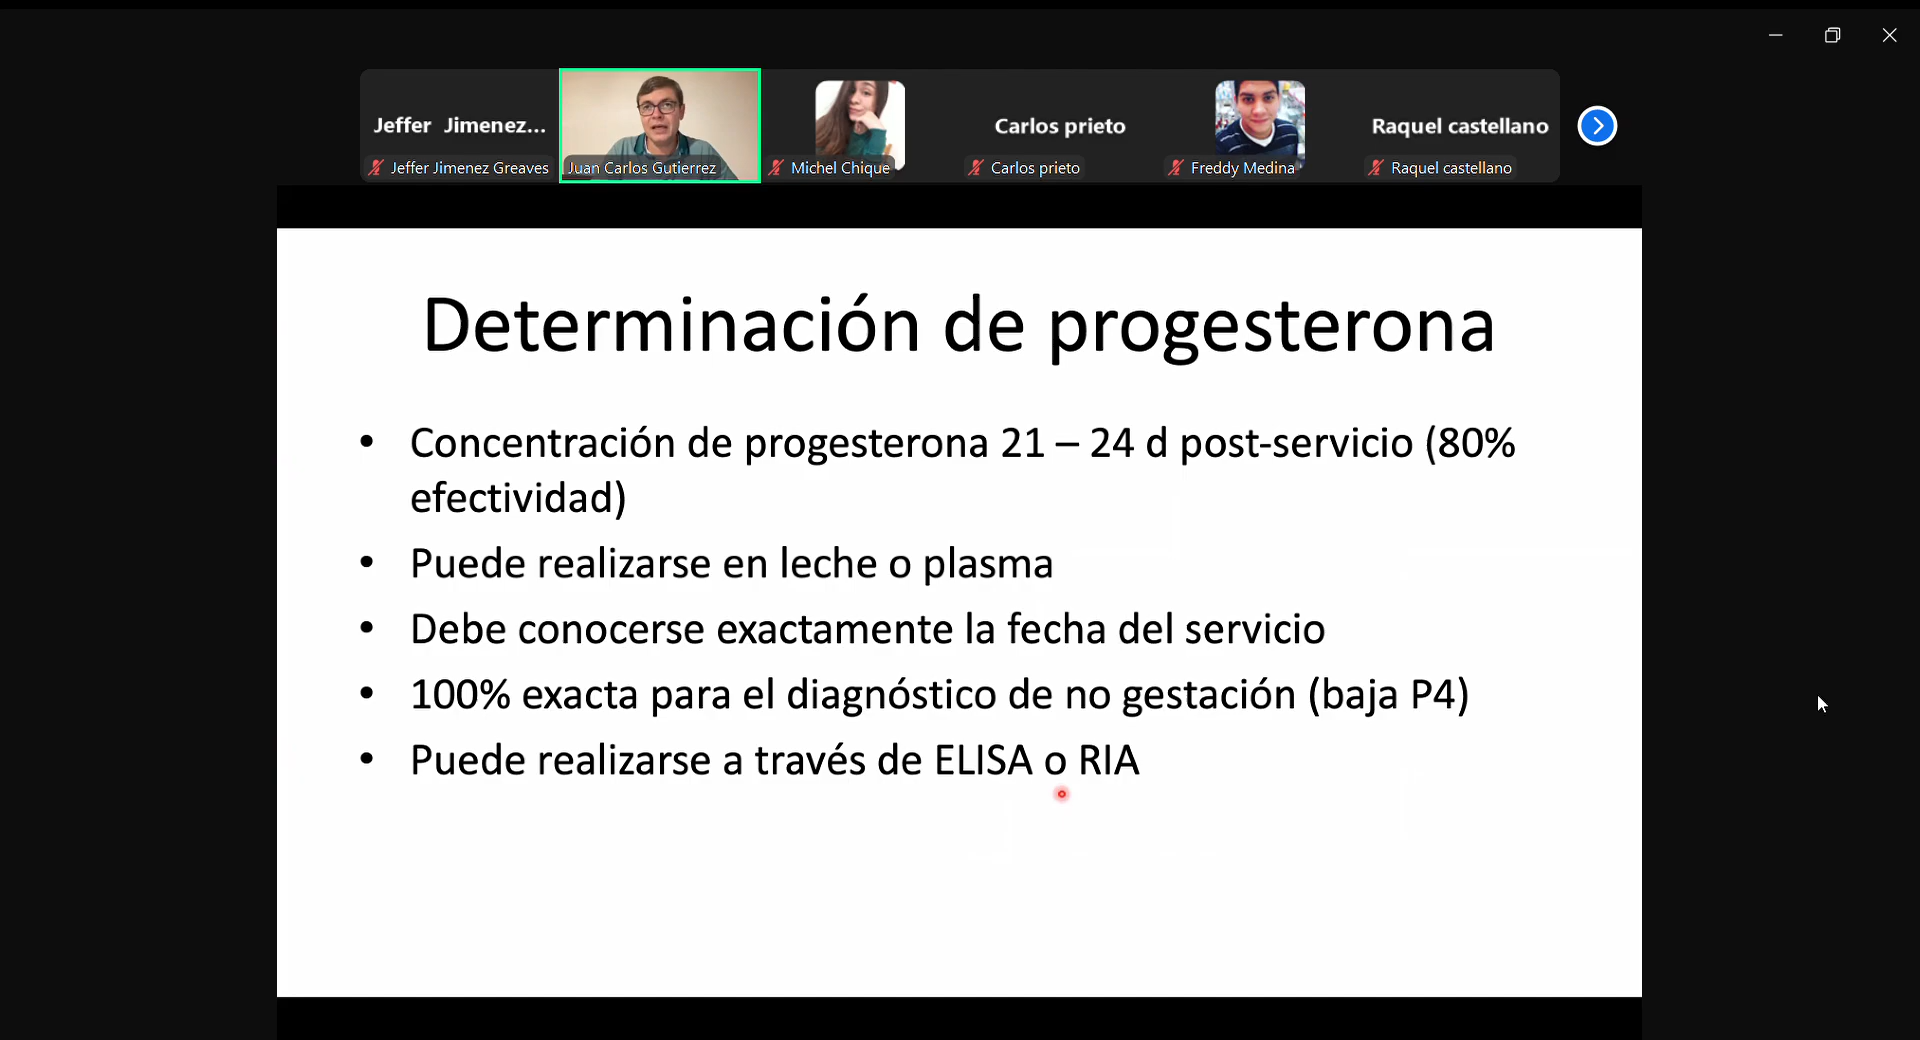 Jeffer Jimenez...
Carlos prieto
Raquel castellano
Jeffer Jimenez Greaves
Juan Carlos Gutierrez
Michel Chique
Carlos prieto
Freddy Medina
Raquel castellano
Determinación de progesterona
• Concentración de progesterona 21 – 24 d post-servicio (80%
efectividad)
• Puede realizarse en leche o plasma
• Debe conocerse exactamente la fecha del servicio
• 100% exacta para el diagnóstico de no gestación (baja P4)
• Puede realizarse a través de ELISA o RIA